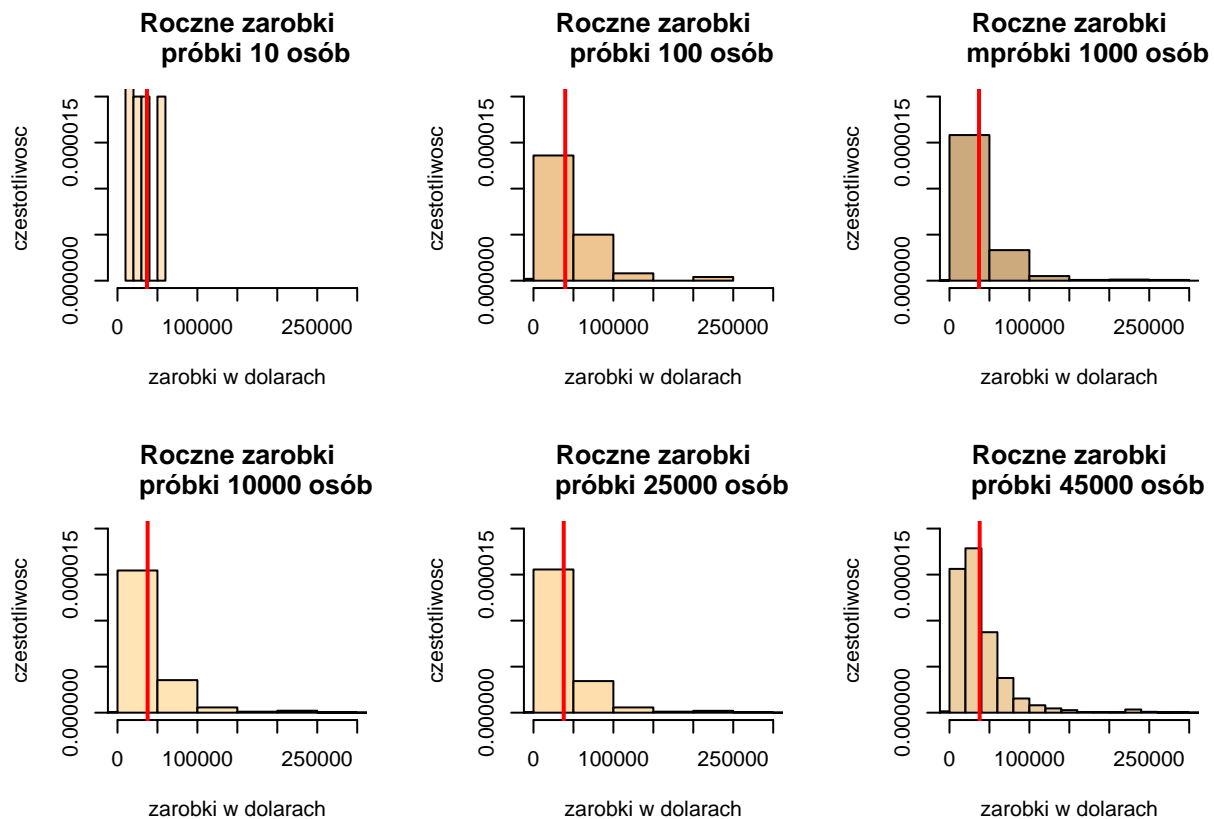 Roczne zarobki
próbki 10 osób
czestotliwosc
0.000000
0.000015
0
100000
250000
zarobki w dolarach
Roczne zarobki
próbki 100 osób
czestotliwosc
0.000000
0.000015
0
100000
250000
zarobki w dolarach
Roczne zarobki
mpróbki 1000 osób
czestotliwosc
0.000000
0.000015
0
100000
250000
zarobki w dolarach
Roczne zarobki
próbki 10000 osób
czestotliwosc
0.000000
0.000015
0
100000
250000
zarobki w dolarach
Roczne zarobki
próbki 25000 osób
czestotliwosc
0.000000
0.000015
0
100000
250000
zarobki w dolarach
Roczne zarobki
próbki 45000 osób
czestotliwosc
0.000000
0.000015
0
100000
250000
zarobki w dolarach